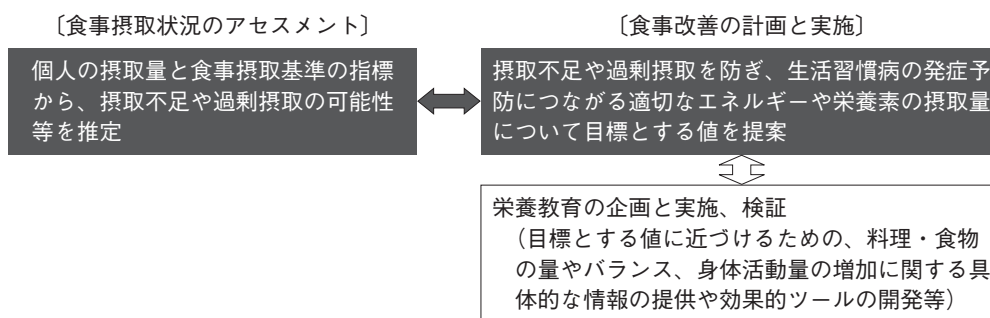 〔食事摂取状況のアセスメント〕
個人の摂取量と食事摂取基準の指標
から、摂取不足や過剰摂取の可能性
等を推定
〔食事改善の計画と実施〕
摂取不足や過剰摂取を防ぎ、生活習慣病の発症予
防につながる適切なエネルギーや栄養素の摂取量
について目標とする値を提案
栄養教育の企画と実施、検証
（目標とする値に近づけるための、料理・食物
の量やバランス、身体活動量の増加に関する具
体的な情報の提供や効果的ツールの開発等）